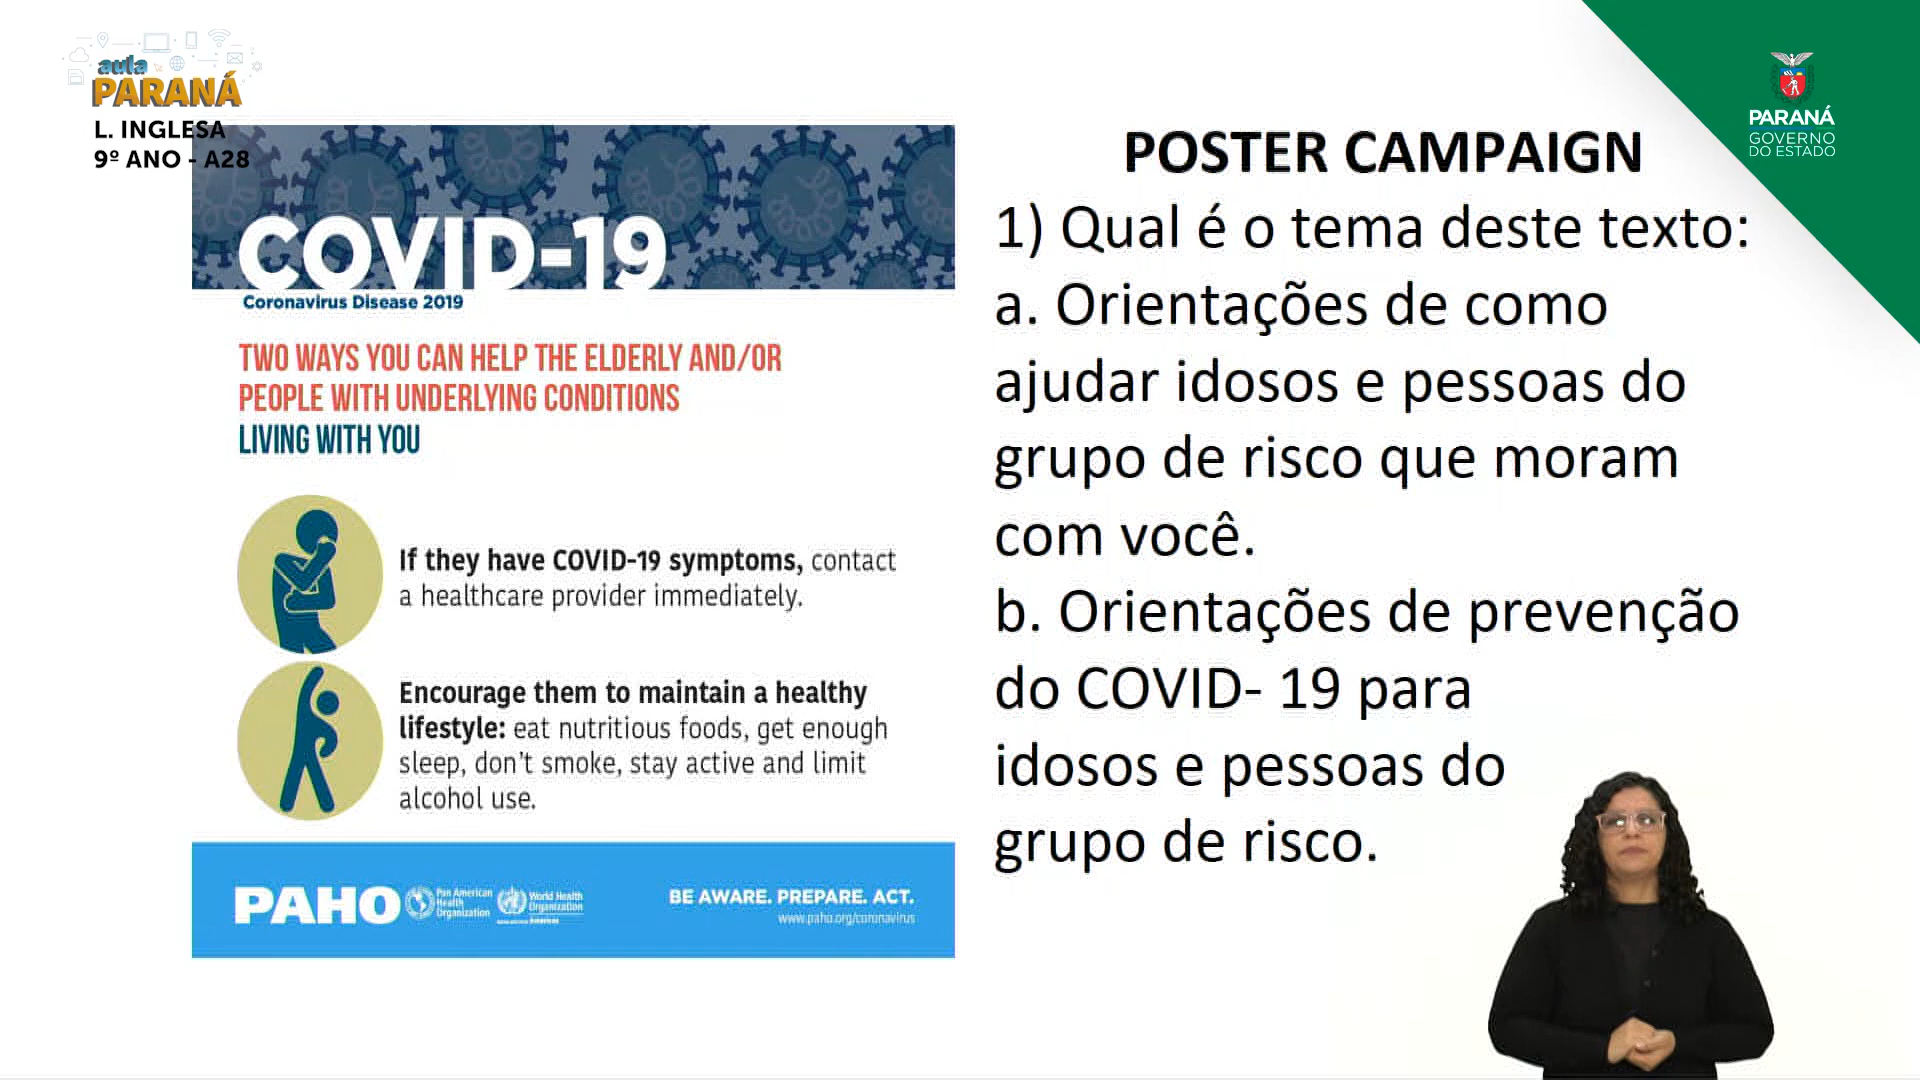 aula
PARANÁ
L. INGLESA
9º ANO - A28
COVID-19
Coronavirus Disease 2019
TWO WAYS YOU CAN HELP THE ELDERLY AND/OR
PEOPLE WITH UNDERLYING CONDITIONS
LIVING WITH YOU
If they have COVID-19 symptoms, contact
a healthcare provider immediately.
Encourage them to maintain a healthy
lifestyle: eat nutritious foods, get enough
sleep, don't smoke, stay active and limit
alcohol use.
PAHO
Pan American
Health
Organization
World Health
Organization
BE AWARE. PREPARE. ACT.
www.paho.org/coronavirus
POSTER CAMPAIGN
1) Qual é o tema deste texto:
a. Orientações de como
ajudar idosos e pessoas do
grupo de risco que moram
com você.
b. Orientações de prevenção
do COVID- 19 para
idosos e pessoas do
grupo de risco.
PARANÁ
GOVERNO
DO ESTADO